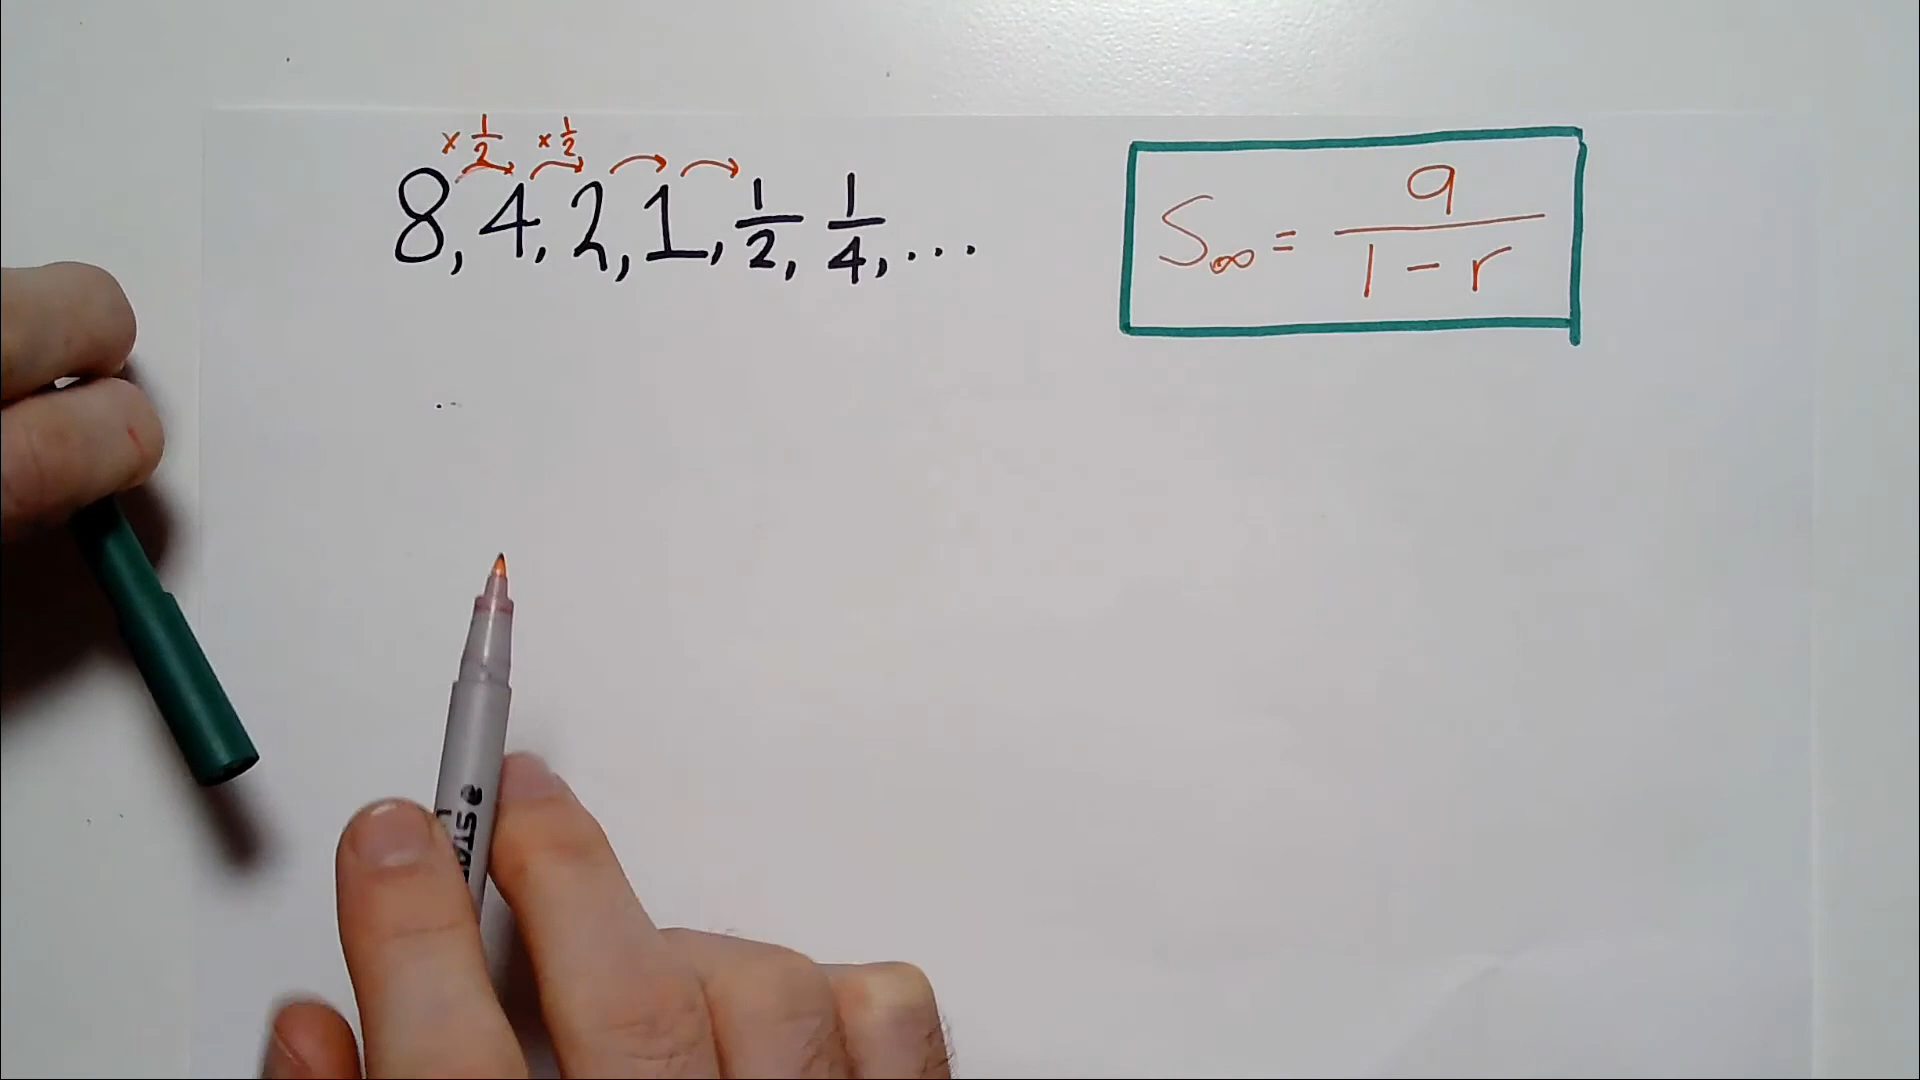 × 1/2 × 1/2
8, 4, 2, 1, 1/2, 1/4, ...
S∞ = a / 1 - r